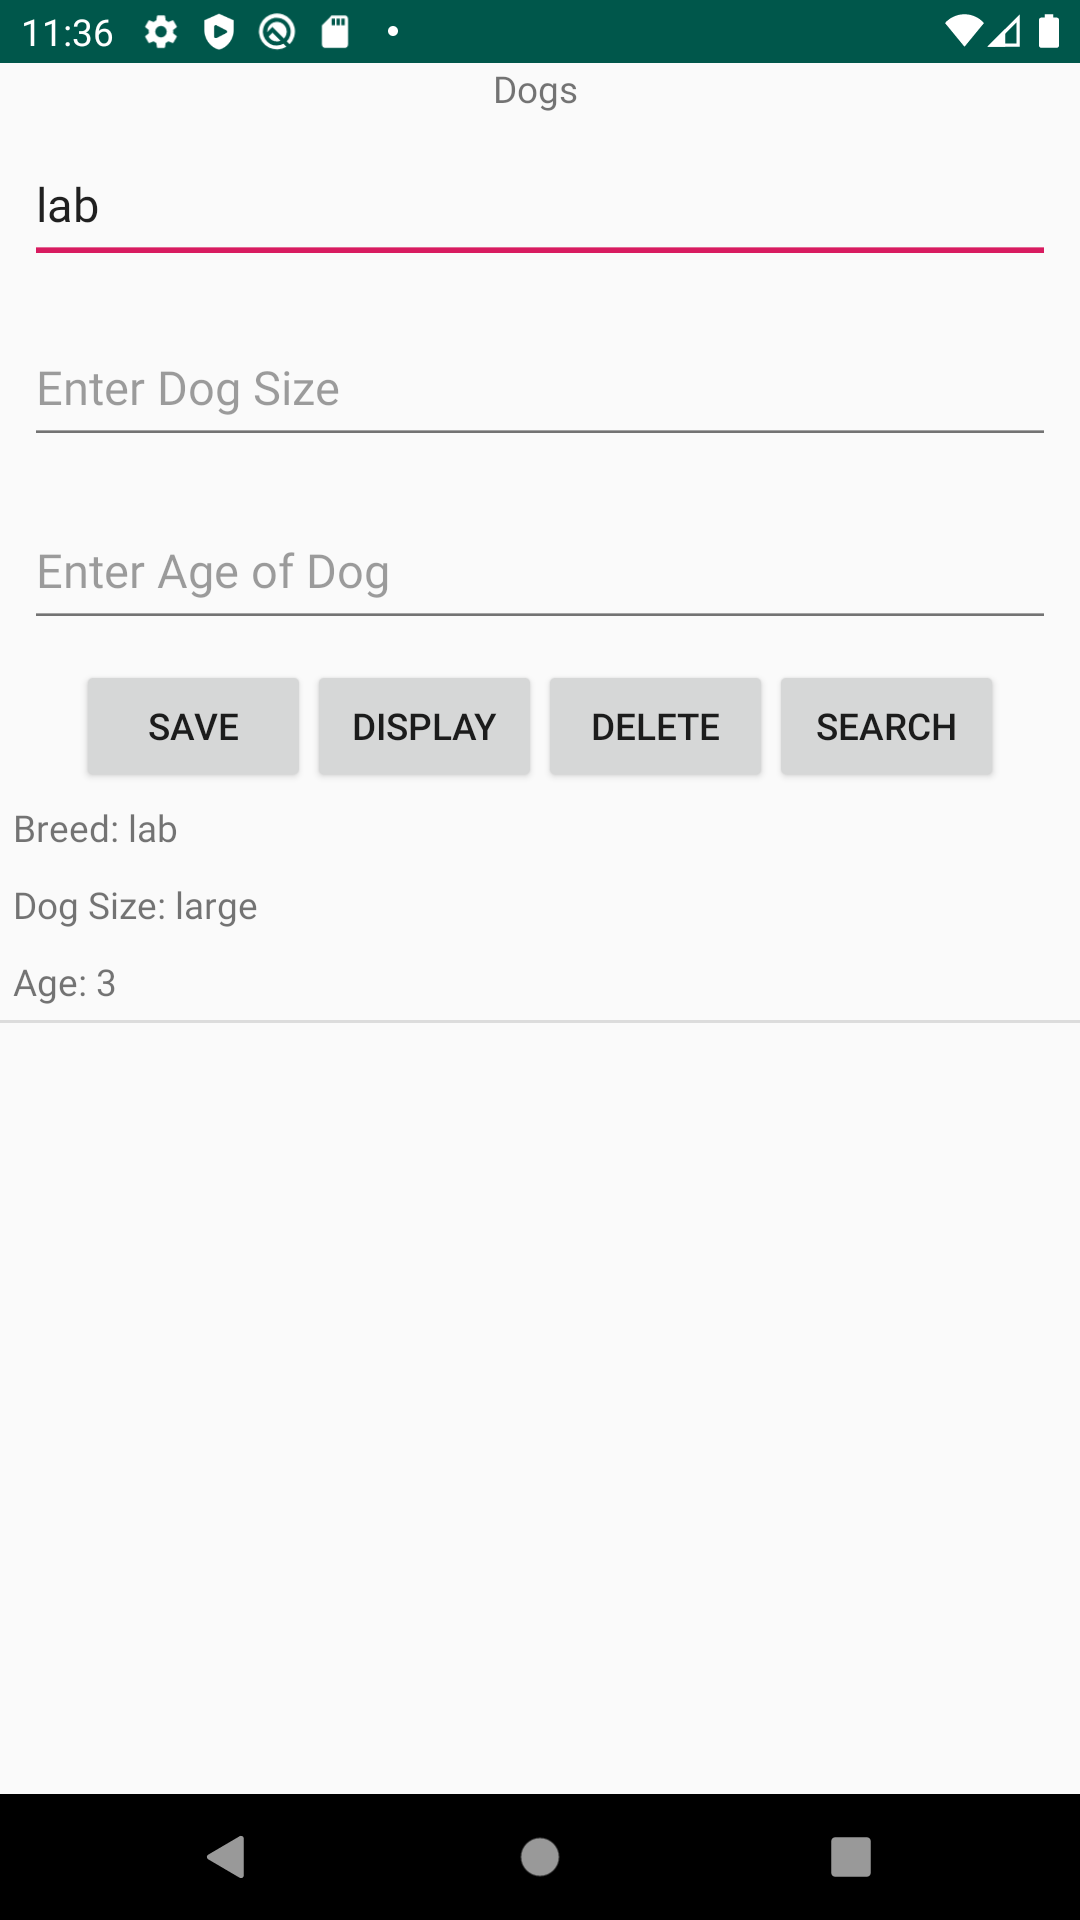 11:36
Dogs
lab
Enter Dog Size
Enter Age of Dog
SAVE DISPLAY DELETE SEARCH
Breed: lab
Dog Size: large
Age: 3